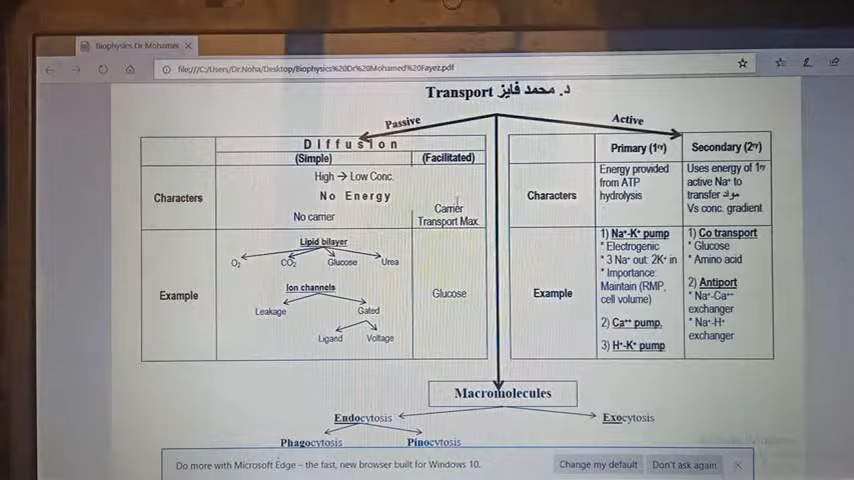 Biophysics Dr Mohamed
file:///C:/Users/Dr.Noha/Desktop/Biophysics%20Dr%20Mohamed%20Fayez.pdf
Transport د. محمد فايز
Passive
Active
Diffusion
(Simple)
(Facilitated)
Characters
High → Low Conc.
No Energy
No carrier
Carrier
Transport Max.
Example
Lipid bilayer
O₂
CO₂
Glucose
Urea
Ion channels
Leakage
Gated
Ligand
Voltage
Glucose
Primary (1ry)
Secondary (2ry)
Characters
Energy provided
from ATP
hydrolysis
Uses energy of 1ry
active Na⁺ to
transfer مواد
Vs conc. gradient
Example
1) Na⁺-K⁺ pump
* Electrogenic
* 3 Na⁺ out: 2K⁺ in
* Importance:
Maintain (RMP,
cell volume)
2) Ca⁺⁺ pump.
3) H⁺-K⁺ pump
1) Co transport
* Glucose
* Amino acid
2) Antiport
* Na⁺-Ca⁺⁺
exchanger
* Na⁺-H⁺
exchanger
Macromolecules
Endocytosis
Exocytosis
Phagocytosis
Pinocytosis
Do more with Microsoft Edge – the fast, new browser built for Windows 10.
Change my default
Don't ask again